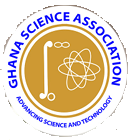 GHANA SCIENCE ASSOCIATION
ADVANCING SCIENCE AND TECHNOLOGY